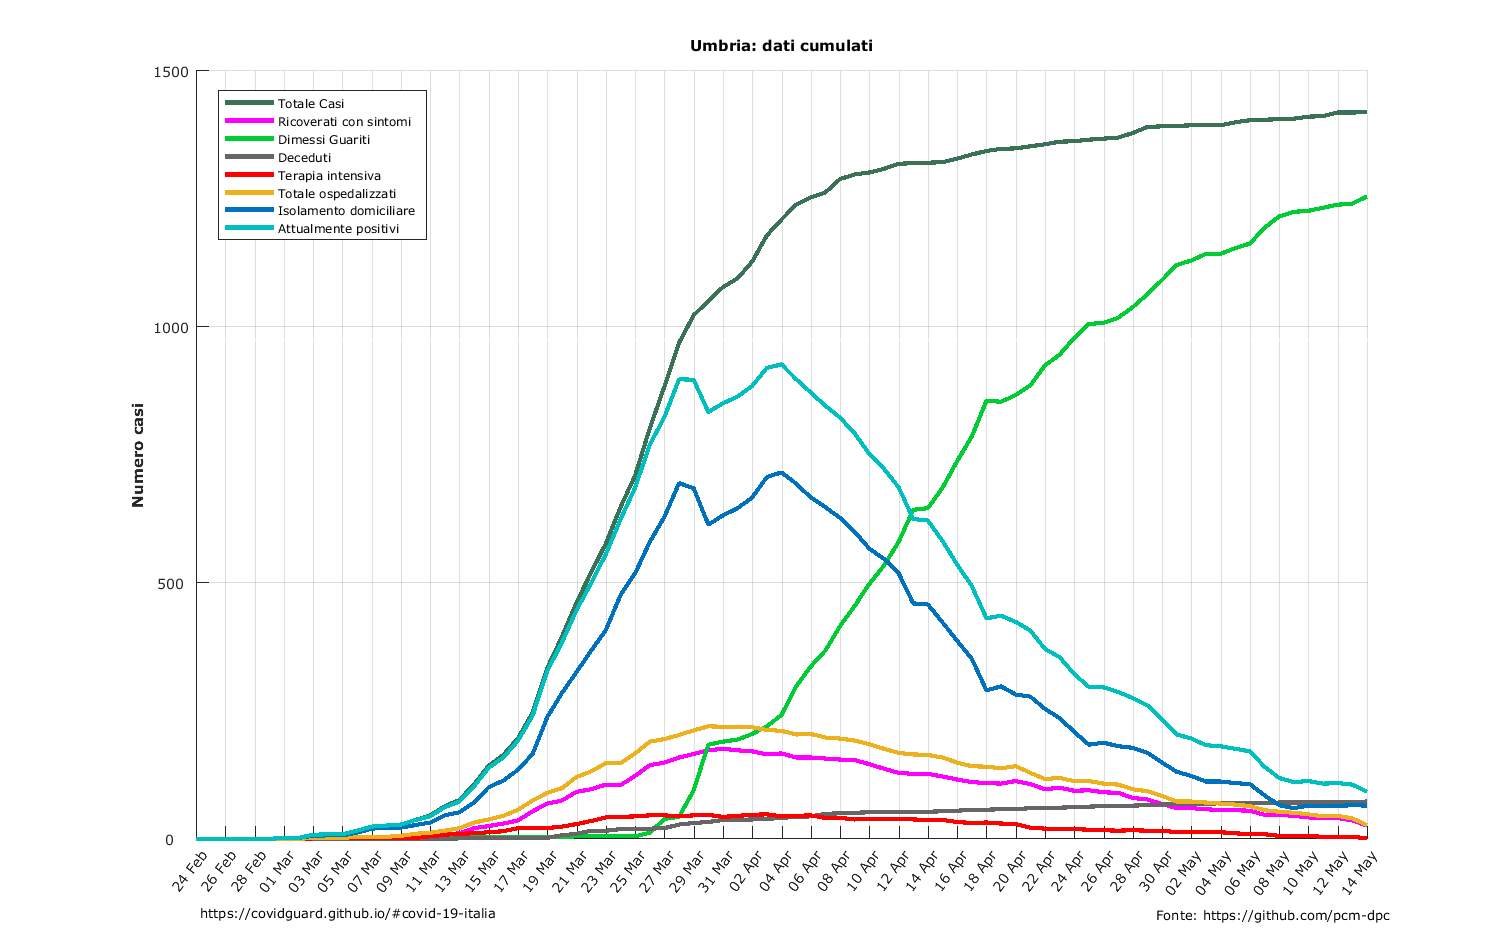 Umbria: dati cumulati
1500
1000
500
0
Numero casi
Totale Casi
Ricoverati con sintomi
Dimessi Guariti
Deceduti
Terapia intensiva
Totale ospedalizzati
Isolamento domiciliare
Attualmente positivi
24 Feb
26 Feb
28 Feb
01 Mar
03 Mar
05 Mar
07 Mar
09 Mar
11 Mar
13 Mar
15 Mar
17 Mar
19 Mar
21 Mar
23 Mar
25 Mar
27 Mar
29 Mar
31 Mar
02 Apr
04 Apr
06 Apr
08 Apr
10 Apr
12 Apr
14 Apr
16 Apr
18 Apr
20 Apr
22 Apr
24 Apr
26 Apr
28 Apr
30 Apr
02 May
04 May
06 May
08 May
10 May
12 May
14 May
https://covidguard.github.io/#covid-19-italia
Fonte: https://github.com/pcm-dpc